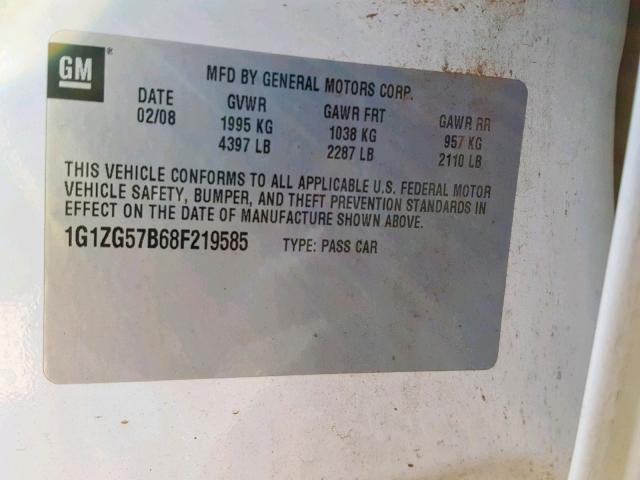 GM
MFD BY GENERAL MOTORS CORP.
DATE GVWR GAWR FRT GAWR RR
02/08 1995 KG 1038 KG 957 KG
4397 LB 2287 LB 2110 LB
THIS VEHICLE CONFORMS TO ALL APPLICABLE U.S. FEDERAL MOTOR
VEHICLE SAFETY, BUMPER, AND THEFT PREVENTION STANDARDS IN
EFFECT ON THE DATE OF MANUFACTURE SHOWN ABOVE.
1G1ZG57B68F219585 TYPE: PASS CAR